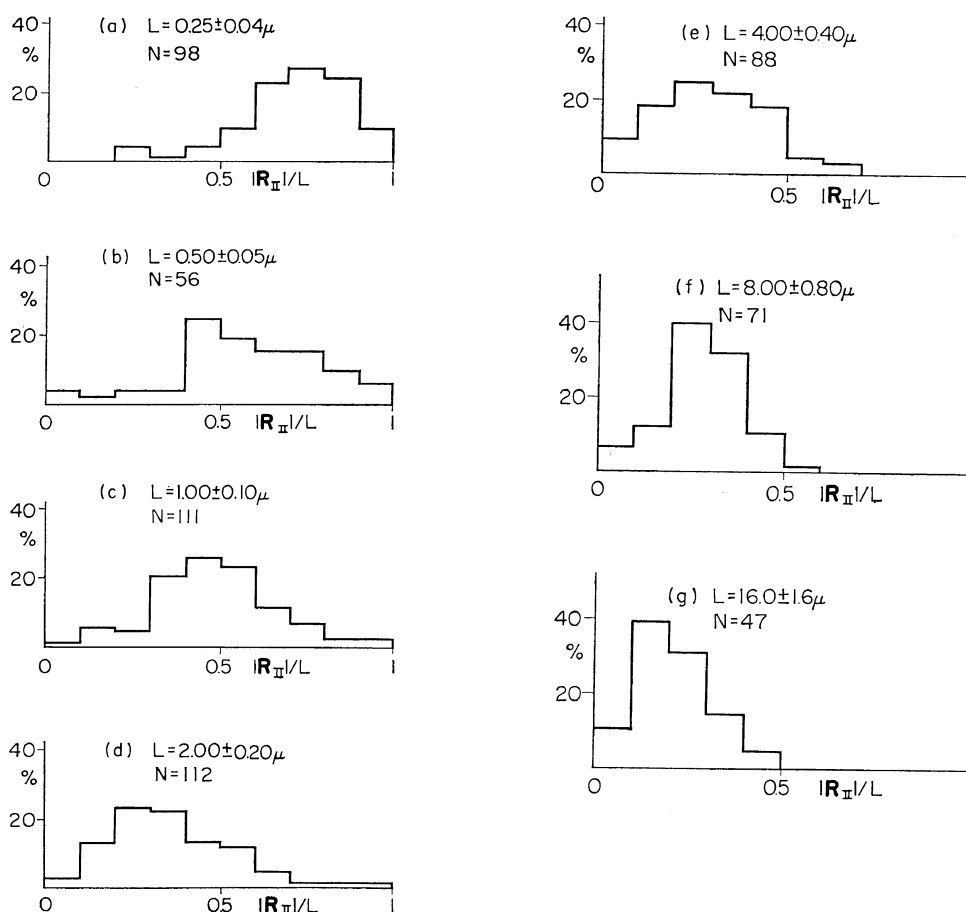 (a) L=0.25±0.04μ
N=98
40
%
20
0
0.5
|R_II|/L
1
(b) L=0.50±0.05μ
N=56
40
%
20
0
0.5
|R_II|/L
1
(c) L=1.00±0.10μ
N=111
40
%
20
0
0.5
|R_II|/L
1
(d) L=2.00±0.20μ
N=112
40
%
20
0
0.5
|R_II|/L
1
(e) L=4.00±0.40μ
N=88
40
%
20
0
0.5
|R_II|/L
(f) L=8.00±0.80μ
N=71
40
%
20
0
0.5
|R_II|/L
(g) L=16.0±1.6μ
N=47
40
%
20
0
0.5
|R_II|/L